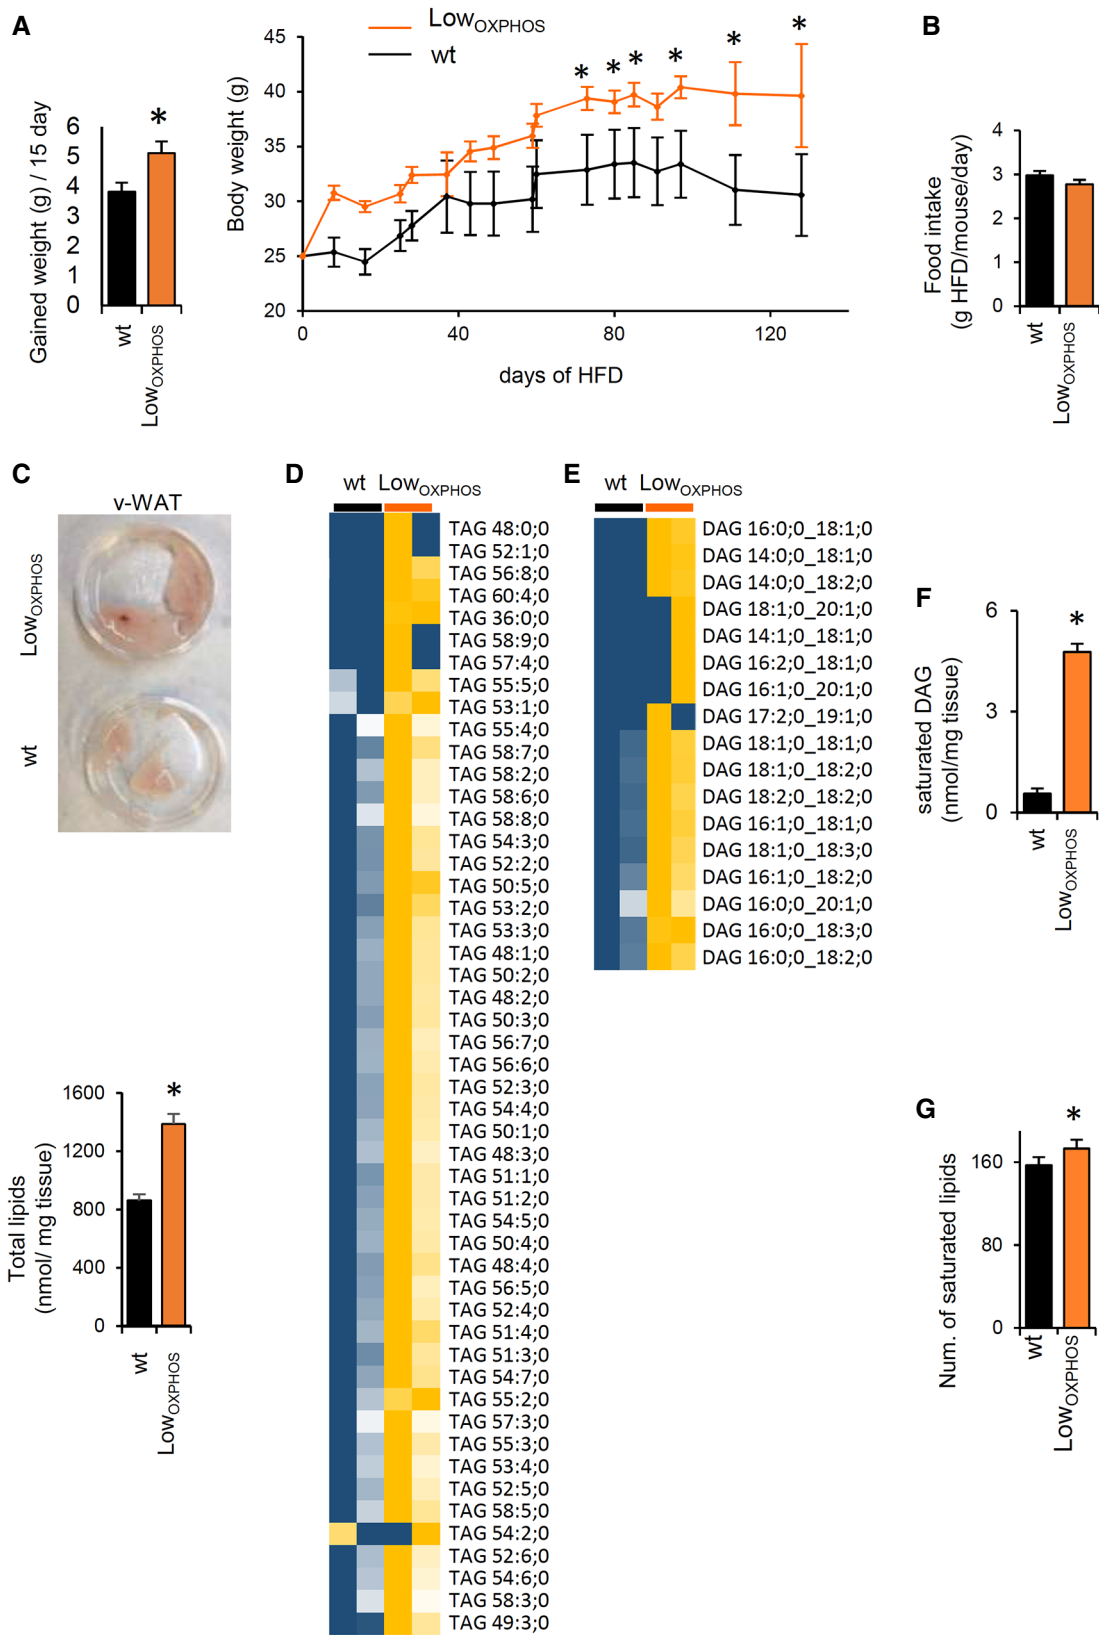 A
Low_OXPHOS
wt
Gained weight (g) / 15 day
6
5
4
3
2
1
0
wt
Low_OXPHOS
Body weight (g)
45
40
35
30
25
20
* * * * * *
*
0
40
80
120
days of HFD
B
Food intake
(g HFD/mouse/day)
4
3
2
1
0
wt
Low_OXPHOS
C
v-WAT
Low_OXPHOS
wt
Total lipids
(nmol/ mg tissue)
1600
1200
800
400
0
*
wt
Low_OXPHOS
D
wt Low_OXPHOS
TAG 48:0;0
TAG 52:1;0
TAG 56:8;0
TAG 60:4;0
TAG 36:0;0
TAG 58:9;0
TAG 57:4;0
TAG 55:5;0
TAG 53:1;0
TAG 55:4;0
TAG 58:7;0
TAG 58:2;0
TAG 58:6;0
TAG 58:8;0
TAG 54:3;0
TAG 52:2;0
TAG 50:5;0
TAG 53:2;0
TAG 53:3;0
TAG 48:1;0
TAG 50:2;0
TAG 48:2;0
TAG 50:3;0
TAG 56:7;0
TAG 56:6;0
TAG 52:3;0
TAG 54:4;0
TAG 50:1;0
TAG 48:3;0
TAG 51:1;0
TAG 51:2;0
TAG 54:5;0
TAG 50:4;0
TAG 48:4;0
TAG 56:5;0
TAG 52:4;0
TAG 51:4;0
TAG 51:3;0
TAG 54:7;0
TAG 55:2;0
TAG 57:3;0
TAG 55:3;0
TAG 53:4;0
TAG 52:5;0
TAG 58:5;0
TAG 54:2;0
TAG 52:6;0
TAG 54:6;0
TAG 58:3;0
TAG 49:3;0
E
wt Low_OXPHOS
DAG 16:0;0_18:1;0
DAG 14:0;0_18:1;0
DAG 14:0;0_18:2;0
DAG 18:1;0_20:1;0
DAG 14:1;0_18:1;0
DAG 16:2;0_18:1;0
DAG 16:1;0_20:1;0
DAG 17:2;0_19:1;0
DAG 18:1;0_18:1;0
DAG 18:1;0_18:2;0
DAG 18:2;0_18:2;0
DAG 16:1;0_18:1;0
DAG 18:1;0_18:3;0
DAG 16:1;0_18:2;0
DAG 16:0;0_20:1;0
DAG 16:0;0_18:3;0
DAG 16:0;0_18:2;0
F
saturated DAG
(nmol/mg tissue)
6
3
0
*
wt
Low_OXPHOS
G
Num. of saturated lipids
160
80
0
*
wt
Low_OXPHOS